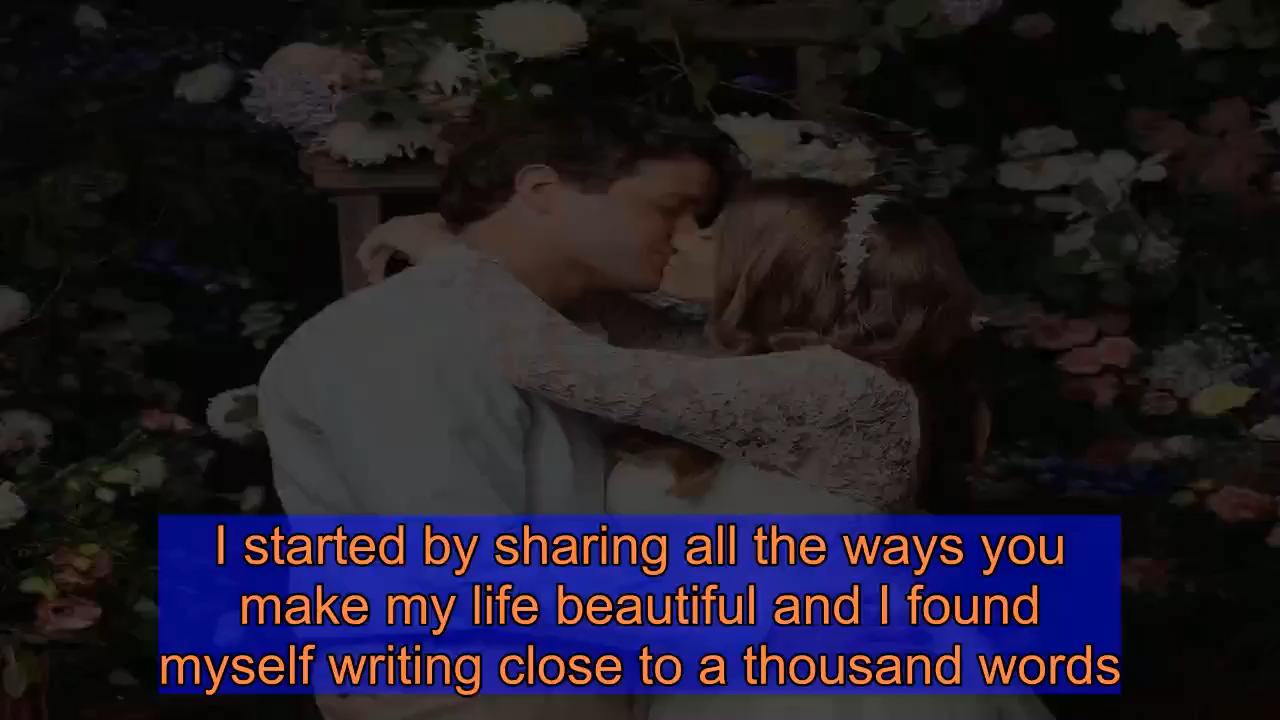 I started by sharing all the ways you
make my life beautiful and I found
myself writing close to a thousand words